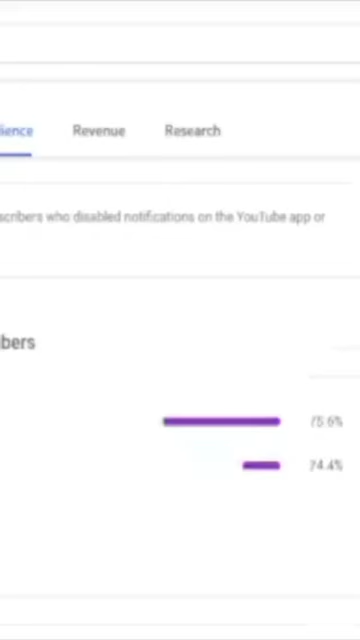 ience Revenue Research
scribers who disabled notifications on the YouTube app or
bers
75.6%
24.4%